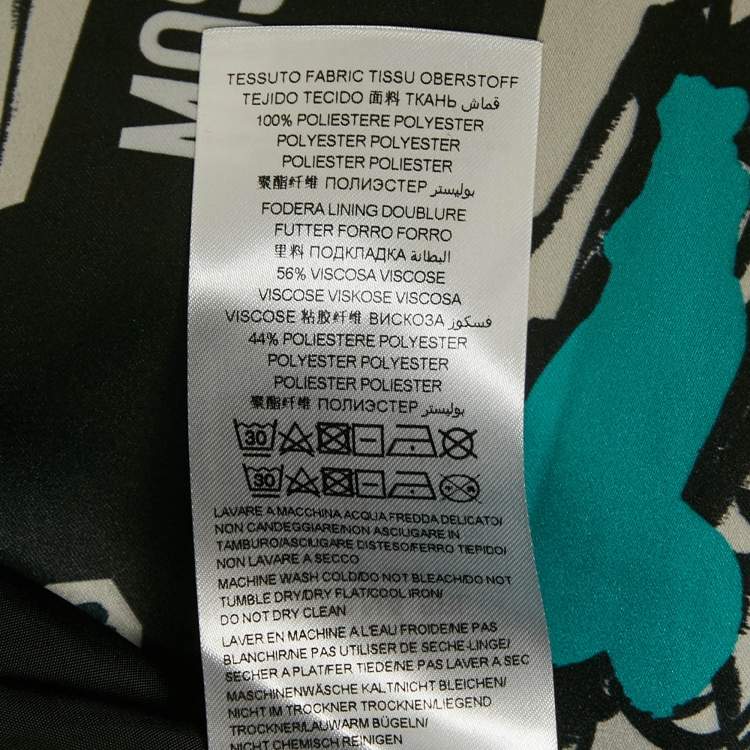 MOS
TESSUTO FABRIC TISSU OBERSTOFF
TEJIDO TECIDO 面料 ТКАНЬ قماش
100% POLIESTERE POLYESTER
POLYESTER POLYESTER
POLIESTER POLIESTER
聚酯纤维 ПОЛИЭСТЕР بوليستر
FODERA LINING DOUBLURE
FUTTER FORRO FORRO
里料 ПОДКЛАДКА البطانة
56% VISCOSA VISCOSE
VISCOSE VISKOSE VISCOSA
VISCOSE 粘胶纤维 ВИСКОЗА فسكوز
44% POLIESTERE POLYESTER
POLYESTER POLYESTER
POLIESTER POLIESTER
聚酯纤维 ПОЛИЭСТЕР بوليستر
30
30
LAVARE A MACCHINA ACQUA FREDDA DELICATO/
NON CANDEGGIARE/NON ASCIUGARE IN
TAMBURO/ASCIUGARE DISTESO/FERRO TIEPIDO/
NON LAVARE A SECCO
MACHINE WASH COLD/DO NOT BLEACH/DO NOT
TUMBLE DRY/DRY FLAT/COOL IRON/
DO NOT DRY CLEAN
LAVER EN MACHINE A L'EAU FROIDE/NE PAS
BLANCHIR/NE PAS UTILISER DE SECHE-LINGE/
SECHER A PLAT/FER TIEDE/NE PAS LAVER A SEC
MASCHINENWÄSCHE KALT/NICHT BLEICHEN/
NICHT IM TROCKNER TROCKNEN/LIEGEND
TROCKNER/LAUWARM BÜGELN/
NICHT CHEMISCH REINIGEN